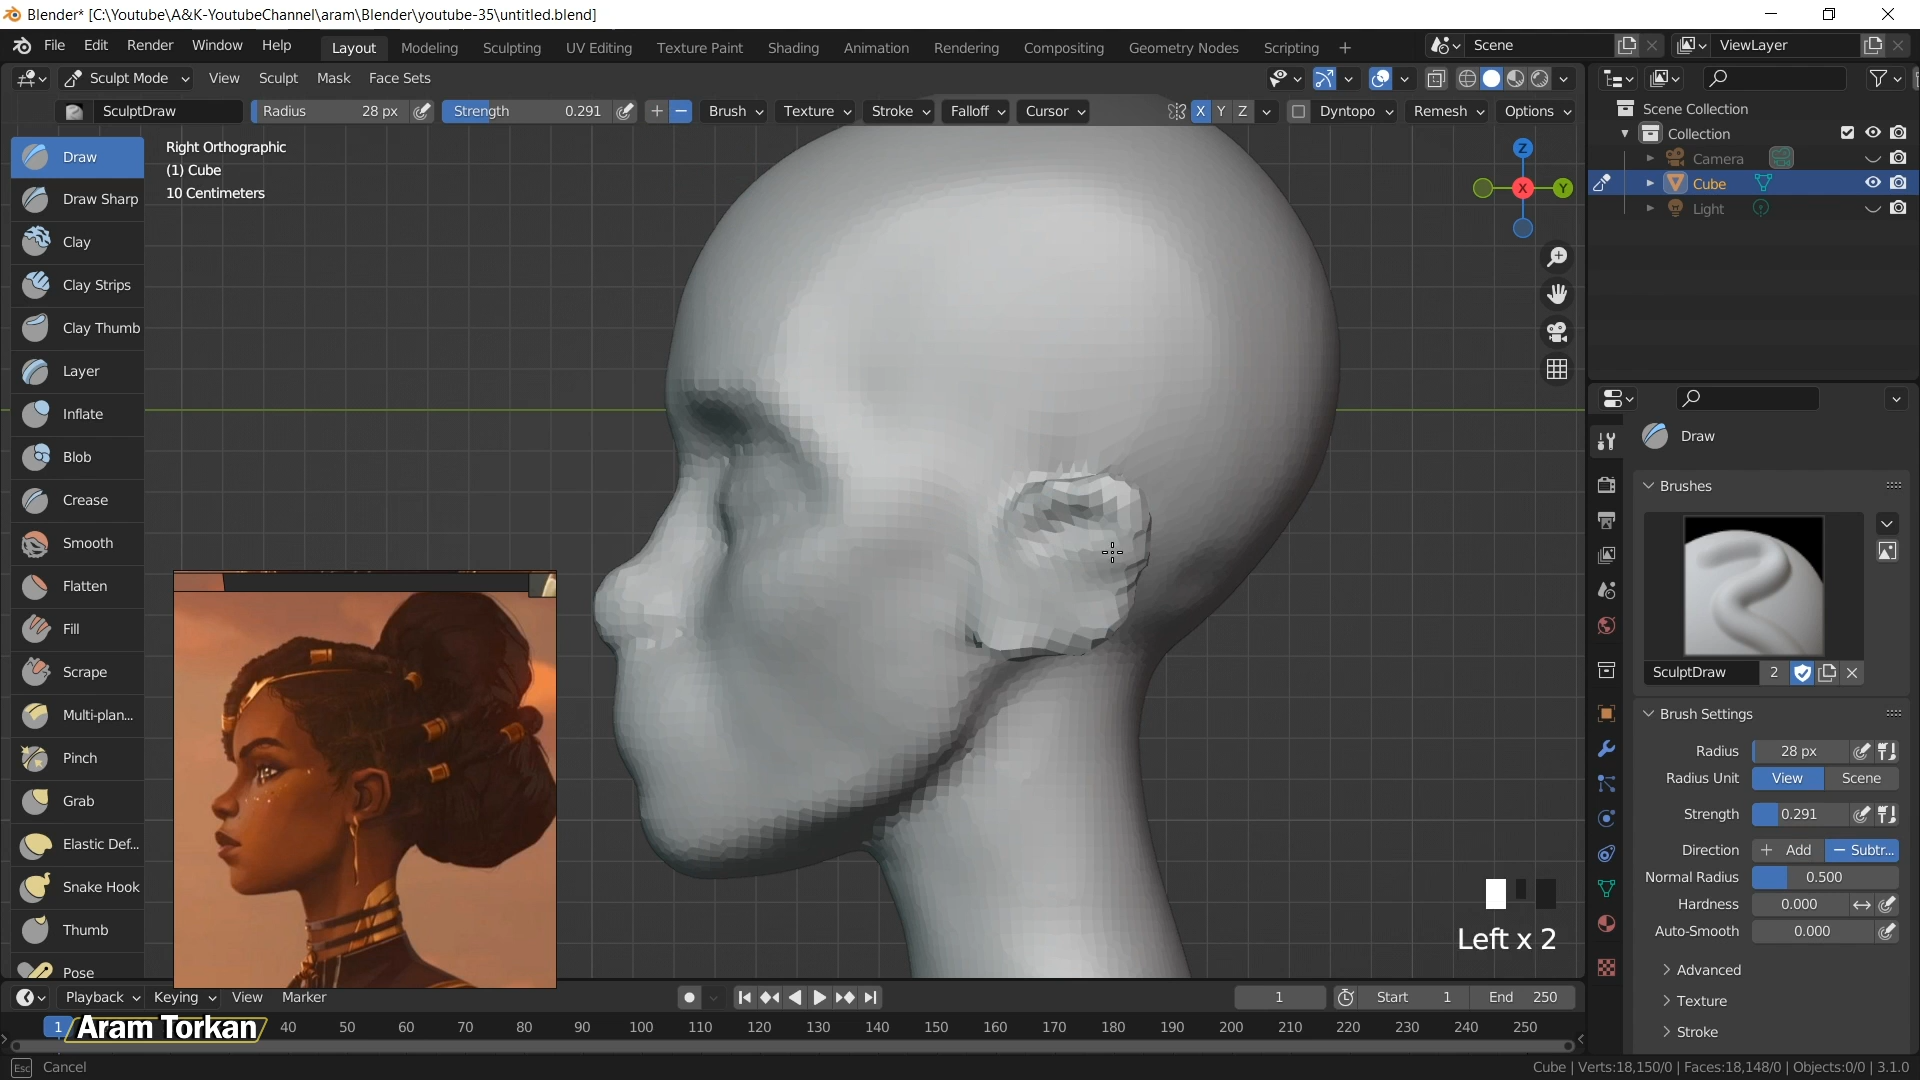 Blender* [C:\Youtube\A&K-YoutubeChannel\aram\Blender\youtube-35\untitled.blend]
File Edit Render Window Help Layout Modeling Sculpting UV Editing Texture Paint Shading Animation Rendering Compositing Geometry Nodes Scripting + Scene ViewLayer
Sculpt Mode View Sculpt Mask Face Sets
SculptDraw Radius 28 px Strength 0.291 Brush Texture Stroke Falloff Cursor X Y Z Dyntopo Remesh Options
Scene Collection
Collection
Camera
Cube
Light
Right Orthographic
(1) Cube
10 Centimeters
Z
X
Y
Draw
Draw Sharp
Clay
Clay Strips
Clay Thumb
Layer
Inflate
Blob
Crease
Smooth
Flatten
Fill
Scrape
Multi-plan...
Pinch
Grab
Elastic Def...
Snake Hook
Thumb
Pose
Draw
Brushes
SculptDraw 2
Brush Settings
Radius 28 px
Radius Unit View Scene
Strength 0.291
Direction + Add − Subtr...
Normal Radius 0.500
Hardness 0.000
Auto-Smooth 0.000
Advanced
Texture
Stroke
Left x 2
Playback Keying View Marker 1 Start 1 End 250
1 Aram Torkan 40 50 60 70 80 90 100 110 120 130 140 150 160 170 180 190 200 210 220 230 240 250
Esc Cancel Cube | Verts:18,150/0 | Faces:18,148/0 | Objects:0/0 | 3.1.0